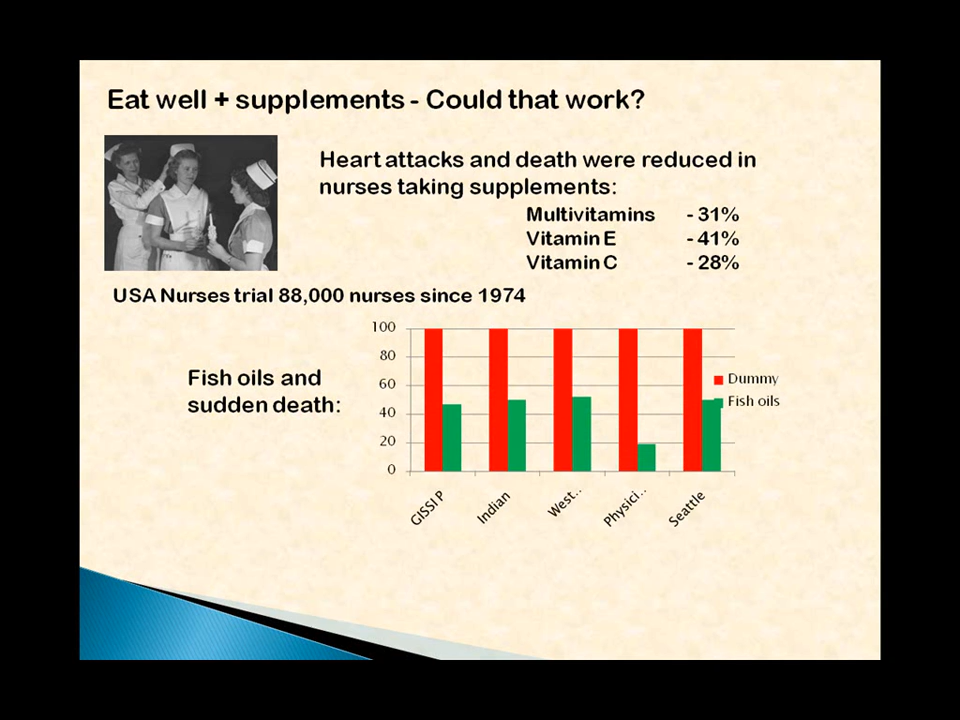 Eat well + supplements - Could that work?
Heart attacks and death were reduced in
nurses taking supplements:
Multivitamins - 31%
Vitamin E - 41%
Vitamin C - 28%
USA Nurses trial 88,000 nurses since 1974
Fish oils and
sudden death:
100
80
60
40
20
0
GISSI P
Indian
West..
Physici..
Seattle
Dummy
Fish oils